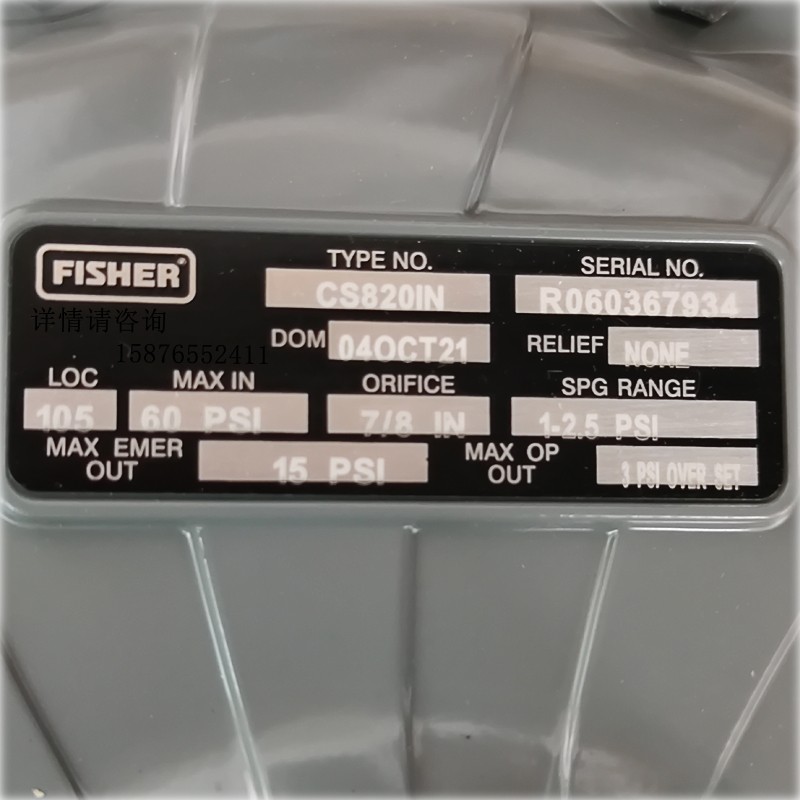 FISHER®
TYPE NO. CS820IN
SERIAL NO. R060367934
详情请咨询
15876552411
DOM 04OCT21
RELIEF NONE
LOC 105
MAX IN 60 PSI
ORIFICE 7/8 IN
SPG RANGE 1-2.5 PSI
MAX EMER OUT 15 PSI
MAX OP OUT 3 PSI OVER SET